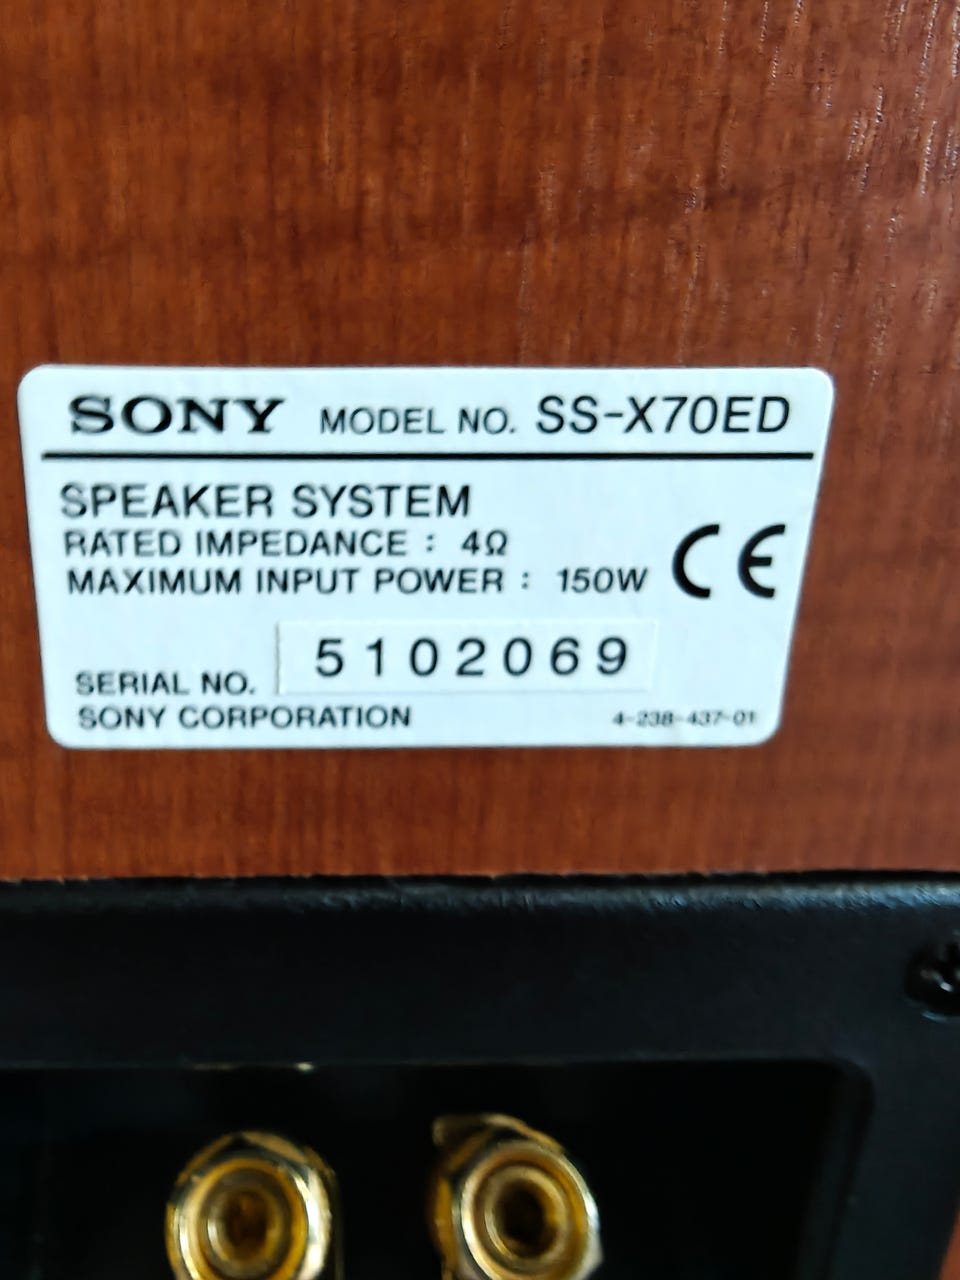 SONY MODEL NO. SS-X70ED
SPEAKER SYSTEM
RATED IMPEDANCE : 4Ω
MAXIMUM INPUT POWER : 150W
CE
SERIAL NO. 5102069
SONY CORPORATION 4-238-437-01